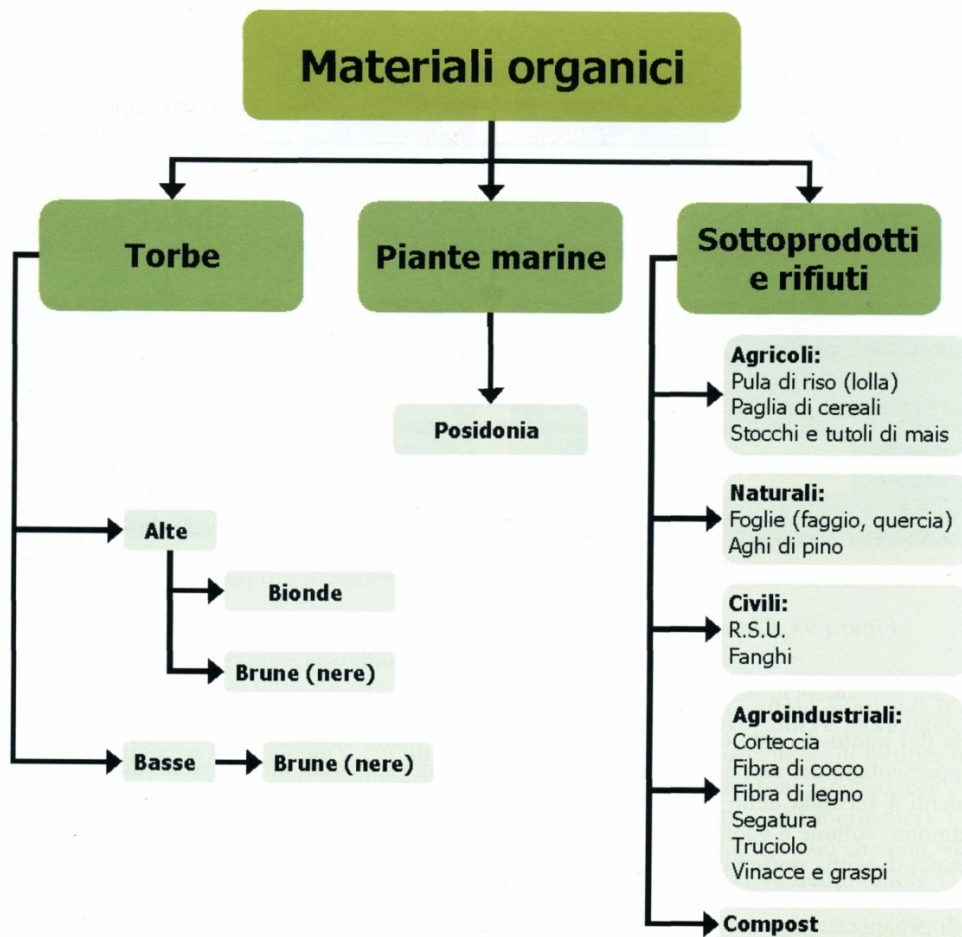 Materiali organici
Torbe
Piante marine
Sottoprodotti
e rifiuti
Posidonia
Alte
Bionde
Brune (nere)
Basse
Brune (nere)
Agricoli:
Pula di riso (lolla)
Paglia di cereali
Stocchi e tutoli di mais
Naturali:
Foglie (faggio, quercia)
Aghi di pino
Civili:
R.S.U.
Fanghi
Agroindustriali:
Corteccia
Fibra di cocco
Fibra di legno
Segatura
Truciolo
Vinacce e graspi
Compost